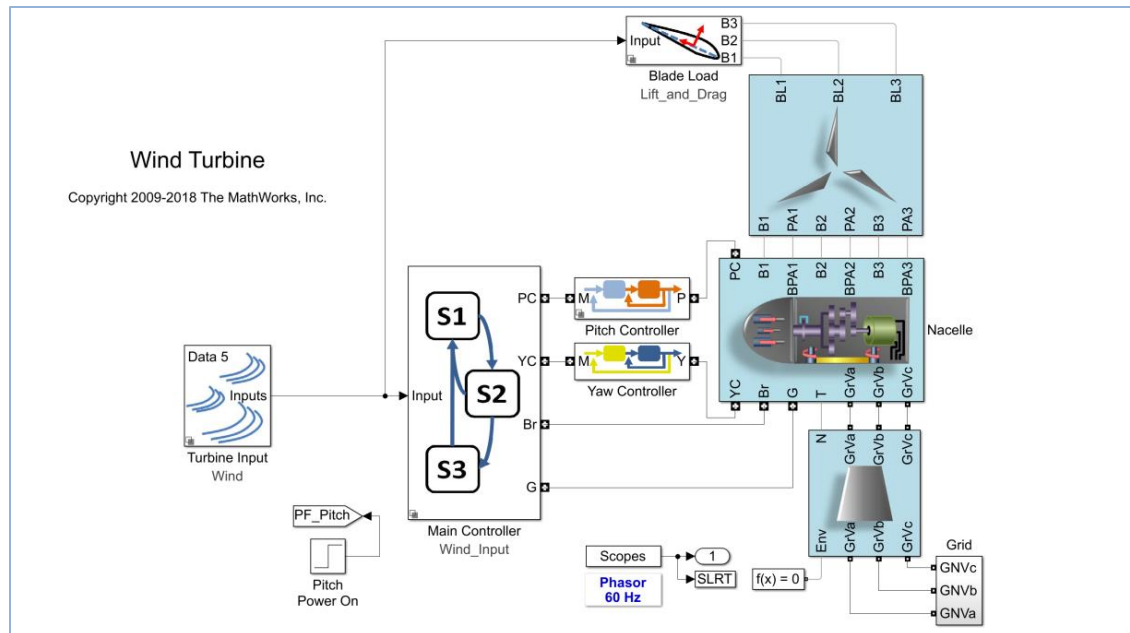 B3
Input B2
B1
Blade Load
Lift_and_Drag
BL1 BL2 BL3
Wind Turbine
Copyright 2009-2018 The MathWorks, Inc.
B1 PA1 B2 PA2 B3 PA3
PC B1 BPA1 B2 BPA2 B3 BPA3
PC M P
Pitch Controller
Nacelle
S1
Data 5
Inputs
Turbine Input
Wind
YC M Y
Yaw Controller
Input S2
YC Br G T GrVa GrVb GrVc
Br
S3
G
Main Controller
Wind_Input
N GrVa GrVb GrVc
Env GrVa GrVb GrVc
PF_Pitch
Pitch
Power On
Scopes 1
SLRT
Phasor
60 Hz
f(x) = 0
Grid
GNVc
GNVb
GNVa